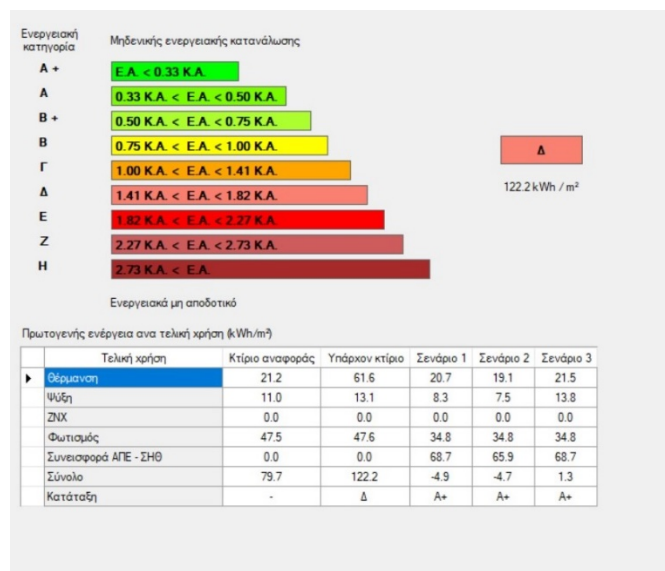 Ενεργειακή
κατηγορία
Μηδενικής ενεργειακής κατανάλωσης
Α +
Ε.Α. < 0.33 Κ.Α.
Α
0.33 Κ.Α. < Ε.Α. < 0.50 Κ.Α.
Β +
0.50 Κ.Α. < Ε.Α. < 0.75 Κ.Α.
Β
0.75 Κ.Α. < Ε.Α. < 1.00 Κ.Α.
Γ
1.00 Κ.Α. < Ε.Α. < 1.41 Κ.Α.
Δ
1.41 Κ.Α. < Ε.Α. < 1.82 Κ.Α.
Ε
1.82 Κ.Α. < Ε.Α. < 2.27 Κ.Α.
Ζ
2.27 Κ.Α. < Ε.Α. < 2.73 Κ.Α.
Η
2.73 Κ.Α. < Ε.Α.
Δ
122.2 kWh / m²
Ενεργειακά μη αποδοτικό
Πρωτογενής ενέργεια ανα τελική χρήση (kWh/m²)
Τελική χρήση Κτίριο αναφοράς Υπάρχον κτίριο Σενάριο 1 Σενάριο 2 Σενάριο 3
Θέρμανση 21.2 61.6 20.7 19.1 21.5
Ψύξη 11.0 13.1 8.3 7.5 13.8
ΖΝΧ 0.0 0.0 0.0 0.0 0.0
Φωτισμός 47.5 47.6 34.8 34.8 34.8
Συνεισφορά ΑΠΕ - ΣΗΘ 0.0 0.0 68.7 65.9 68.7
Σύνολο 79.7 122.2 -4.9 -4.7 1.3
Κατάταξη - Δ Α+ Α+ Α+